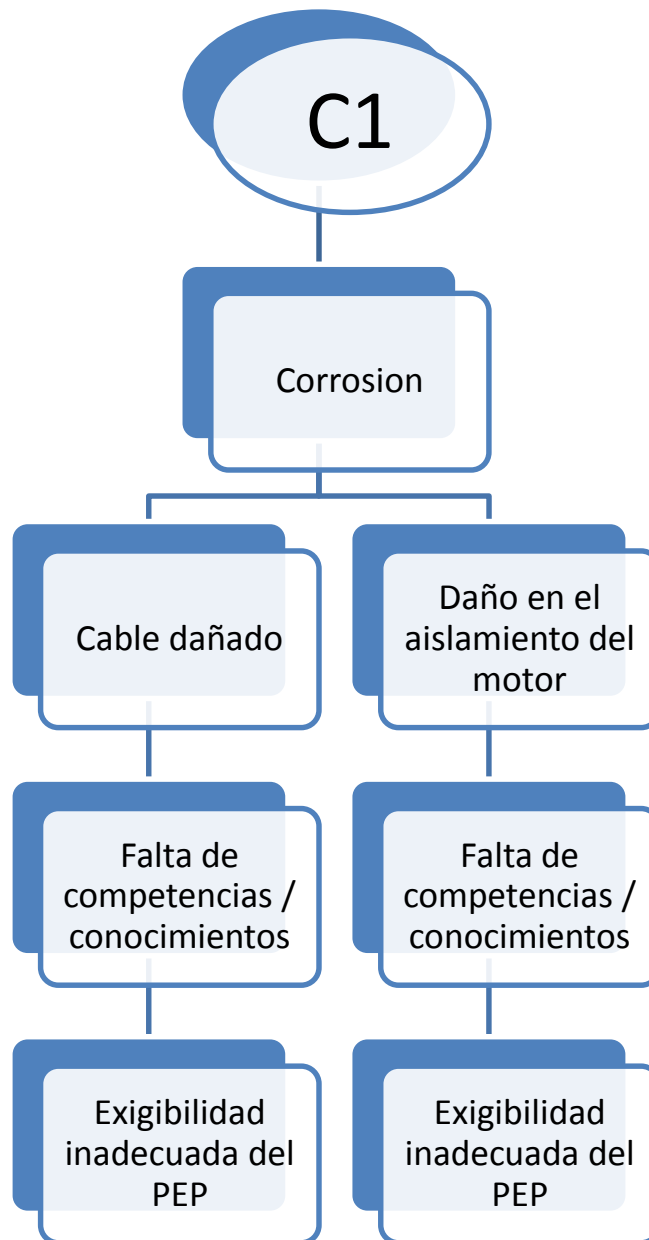 C1
Corrosion
Cable dañado
Daño en el
aislamiento del
motor
Falta de
competencias /
conocimientos
Falta de
competencias /
conocimientos
Exigibilidad
inadecuada del
PEP
Exigibilidad
inadecuada del
PEP